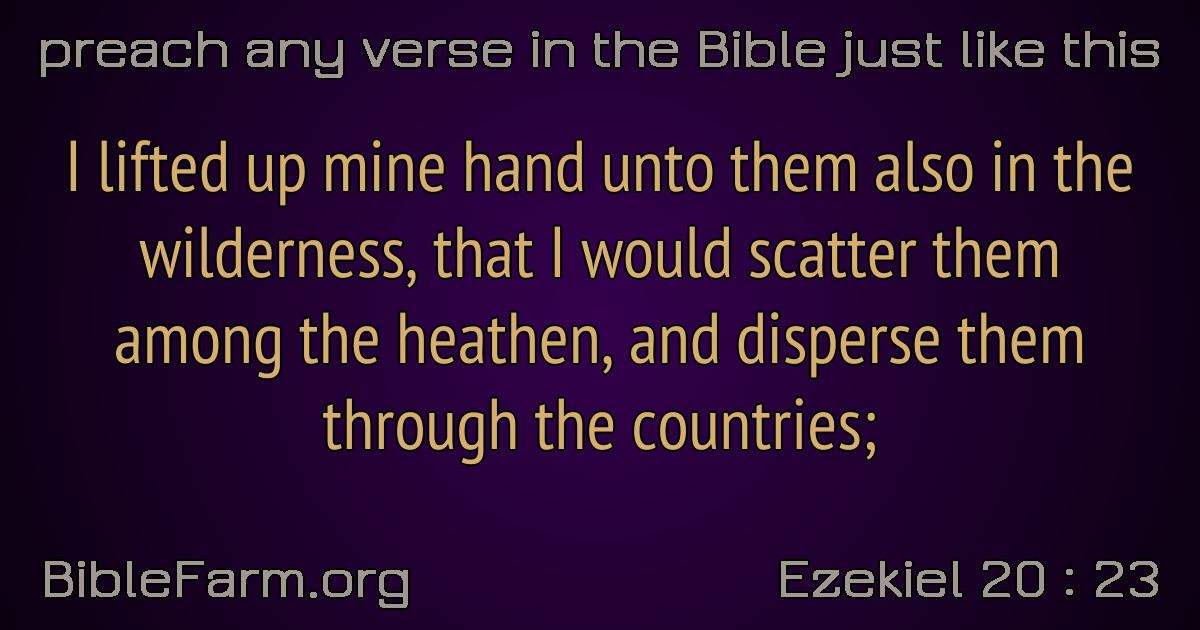 preach any verse in the Bible just like this
I lifted up mine hand unto them also in the
wilderness, that I would scatter them
among the heathen, and disperse them
through the countries;
BibleFarm.org
Ezekiel 20 : 23